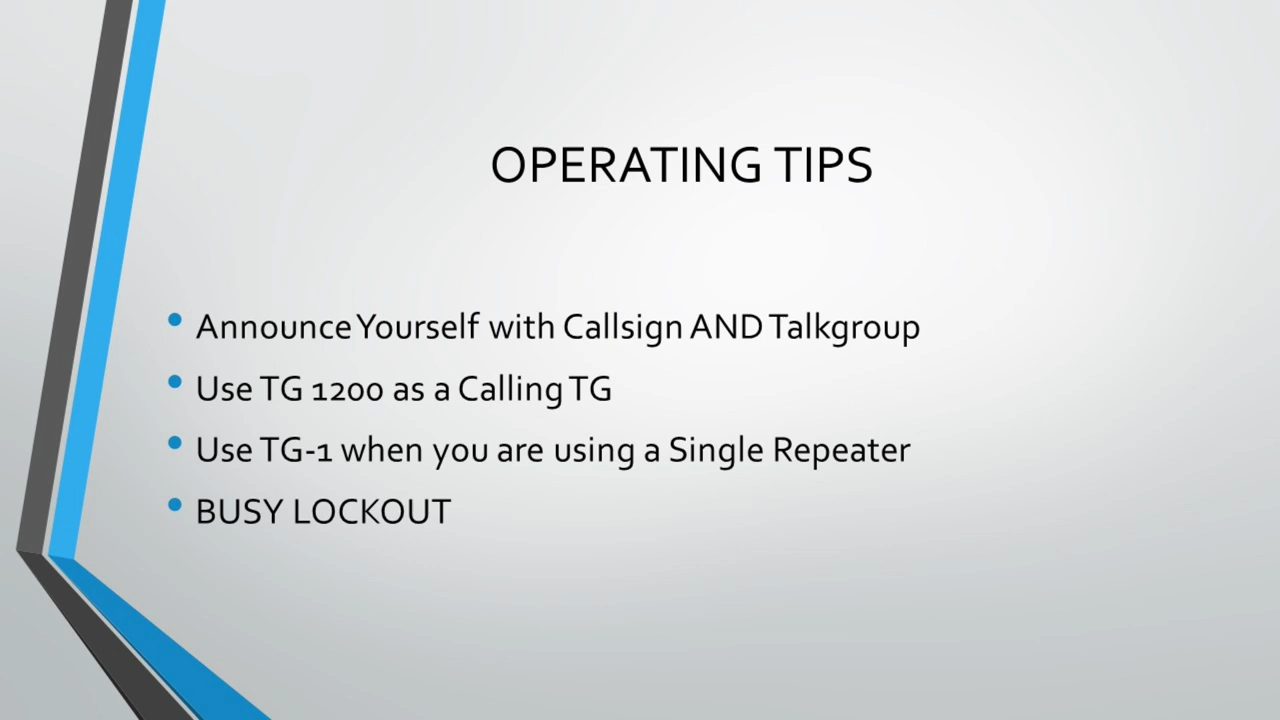 OPERATING TIPS
• Announce Yourself with Callsign AND Talkgroup
• Use TG 1200 as a Calling TG
• Use TG-1 when you are using a Single Repeater
• BUSY LOCKOUT